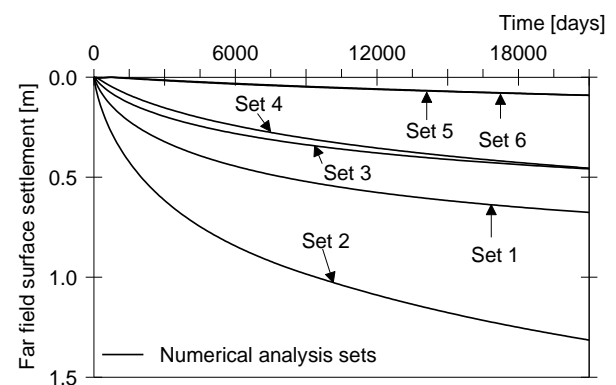 Time [days]
0 6000 12000 18000
0.0
0.5
1.0
1.5
Far field surface settlement [m]
Set 4
Set 5
Set 6
Set 3
Set 2
Set 1
Numerical analysis sets